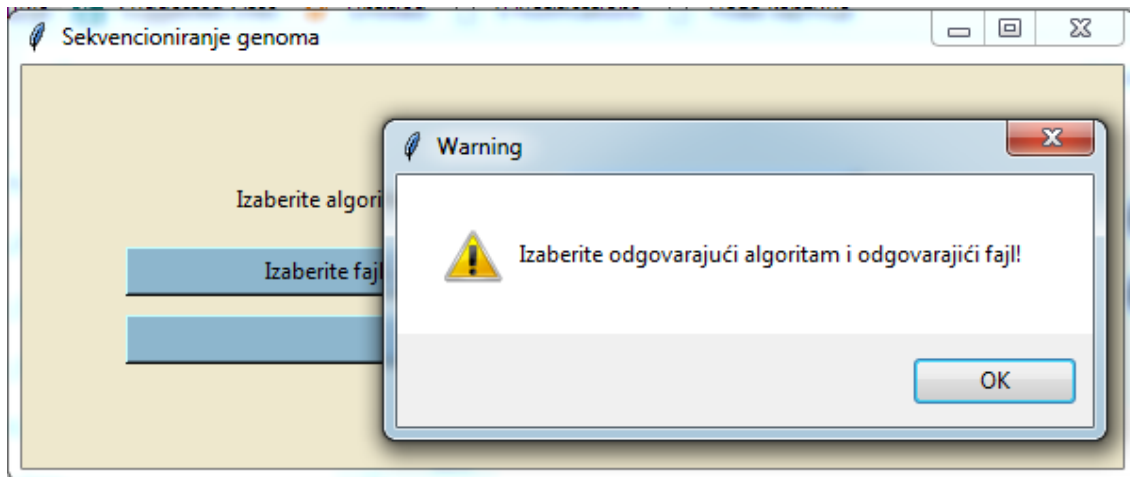 Sekvencioniranje genoma
Warning
Izaberite algori
Izaberite odgovarajući algoritam i odgovarajići fajl!
Izaberite fajl
OK